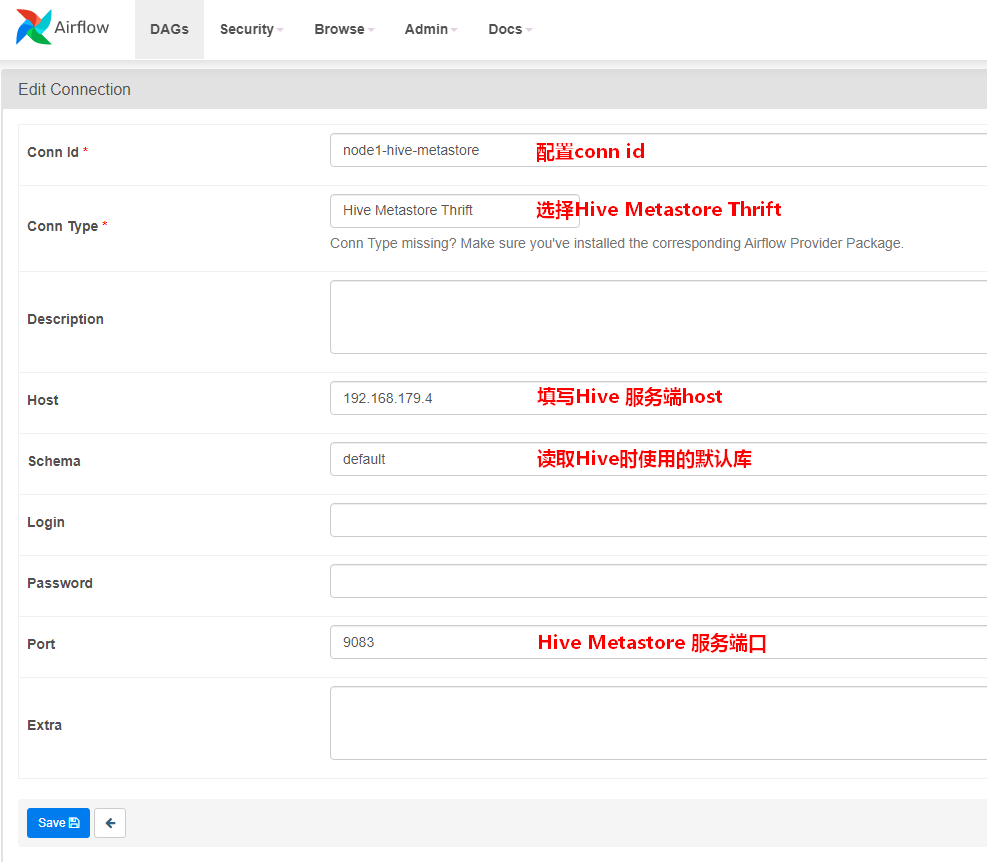 Airflow DAGs Security Browse Admin Docs
Edit Connection
Conn Id * node1-hive-metastore 配置conn id
Conn Type * Hive Metastore Thrift 选择Hive Metastore Thrift
Conn Type missing? Make sure you've installed the corresponding Airflow Provider Package.
Description
Host 192.168.179.4 填写Hive 服务端host
Schema default 读取Hive时使用的默认库
Login
Password
Port 9083 Hive Metastore 服务端口
Extra
Save